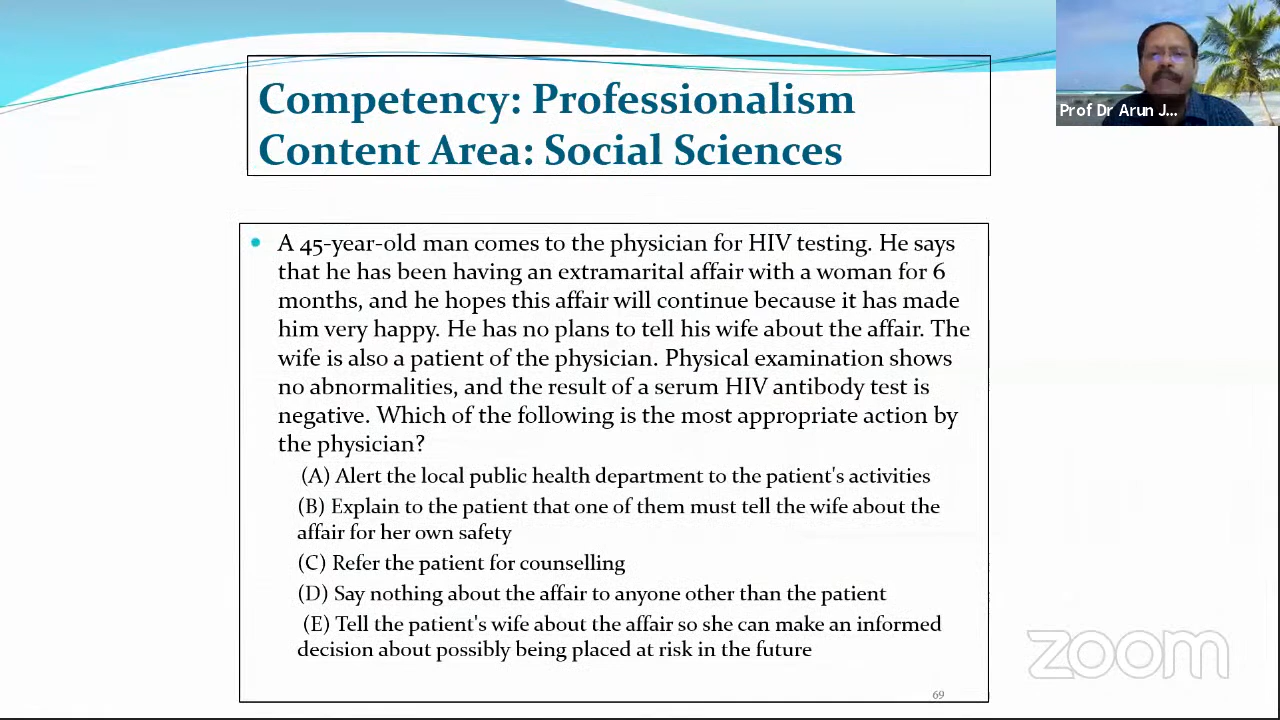 Competency: Professionalism
Content Area: Social Sciences
Prof Dr Arun J...
• A 45-year-old man comes to the physician for HIV testing. He says
that he has been having an extramarital affair with a woman for 6
months, and he hopes this affair will continue because it has made
him very happy. He has no plans to tell his wife about the affair. The
wife is also a patient of the physician. Physical examination shows
no abnormalities, and the result of a serum HIV antibody test is
negative. Which of the following is the most appropriate action by
the physician?
(A) Alert the local public health department to the patient's activities
(B) Explain to the patient that one of them must tell the wife about the
affair for her own safety
(C) Refer the patient for counselling
(D) Say nothing about the affair to anyone other than the patient
(E) Tell the patient's wife about the affair so she can make an informed
decision about possibly being placed at risk in the future
zoom
69